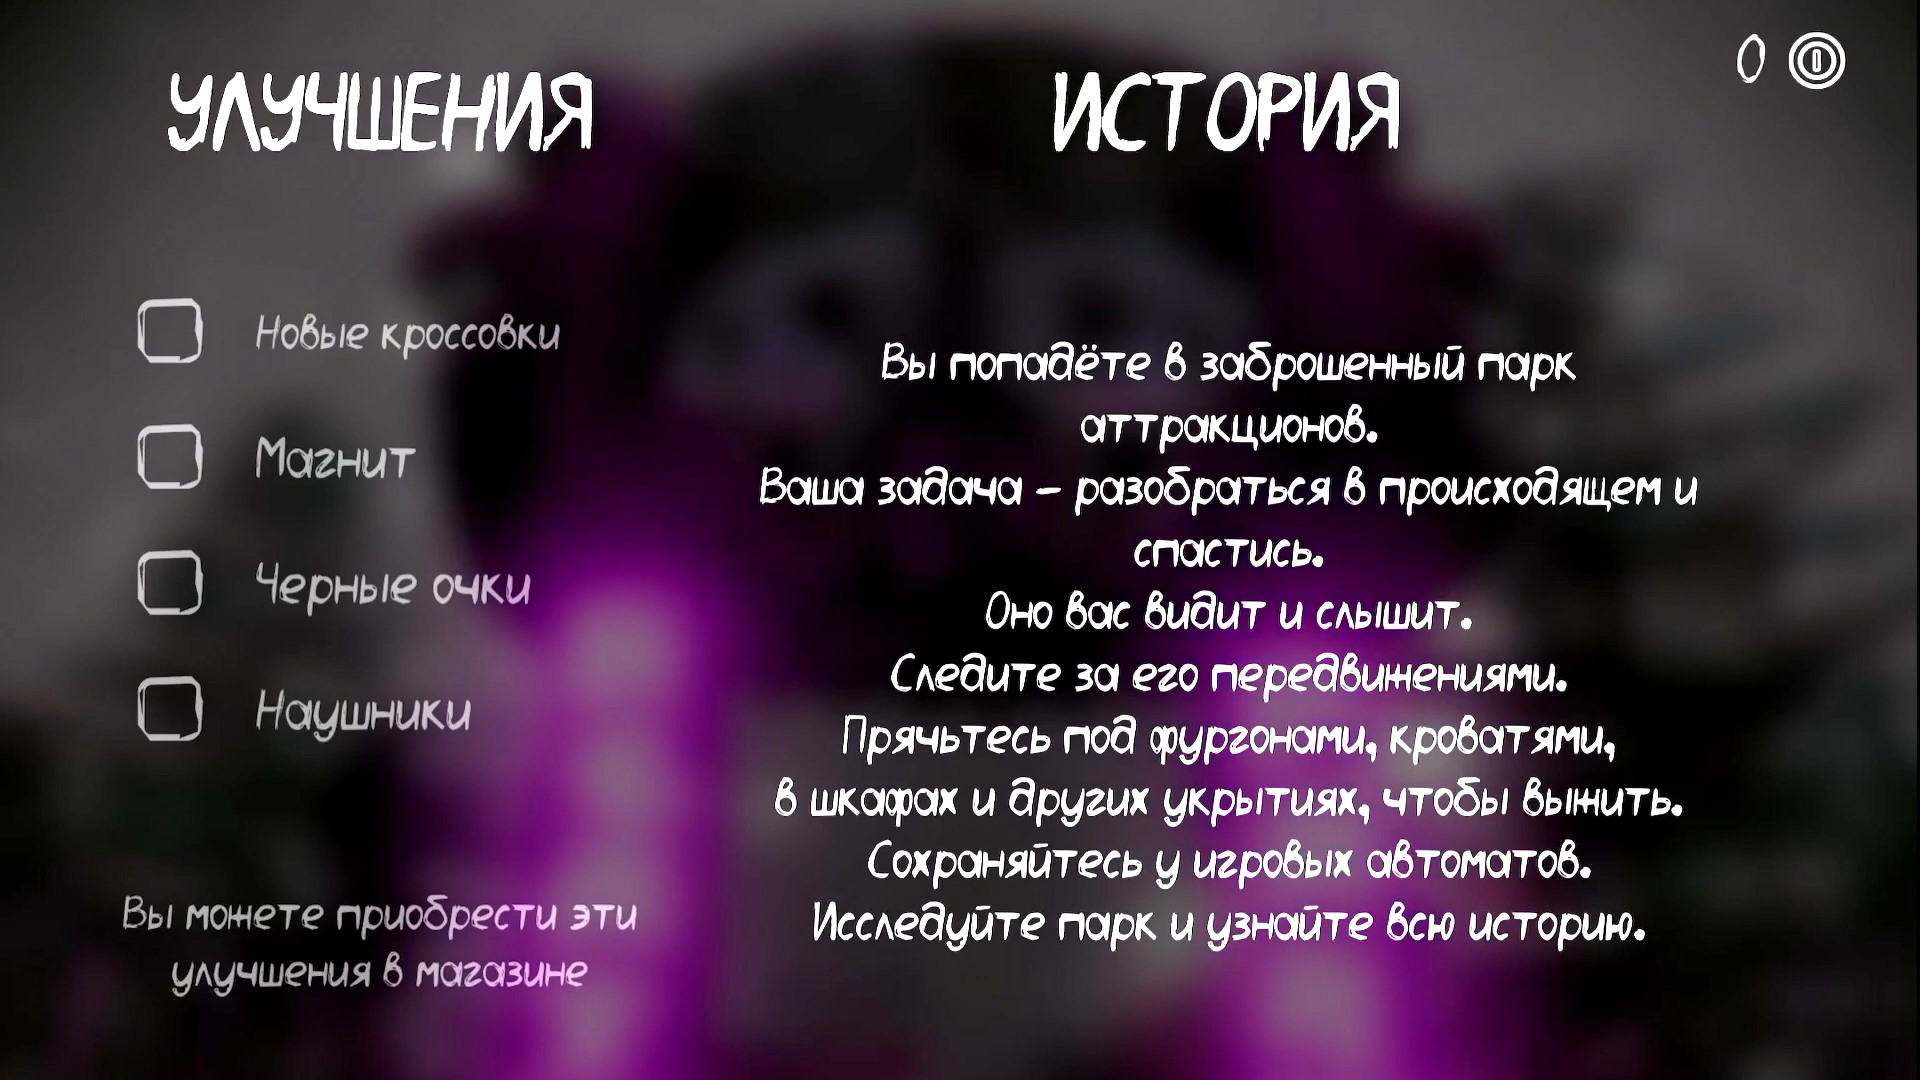 УЛУЧШЕНИЯ
Новые кроссовки
Магнит
Черные очки
Наушники
Вы можете приобрести эти
улучшения в магазине
ИСТОРИЯ
0
Вы попадёте в заброшенный парк
аттракционов.
Ваша задача – разобраться в происходящем и
спастись.
Оно вас видит и слышит.
Следите за его передвижениями.
Прячьтесь под фургонами, кроватями,
в шкафах и других укрытиях, чтобы выжить.
Сохраняйтесь у игровых автоматов.
Исследуйте парк и узнайте всю историю.